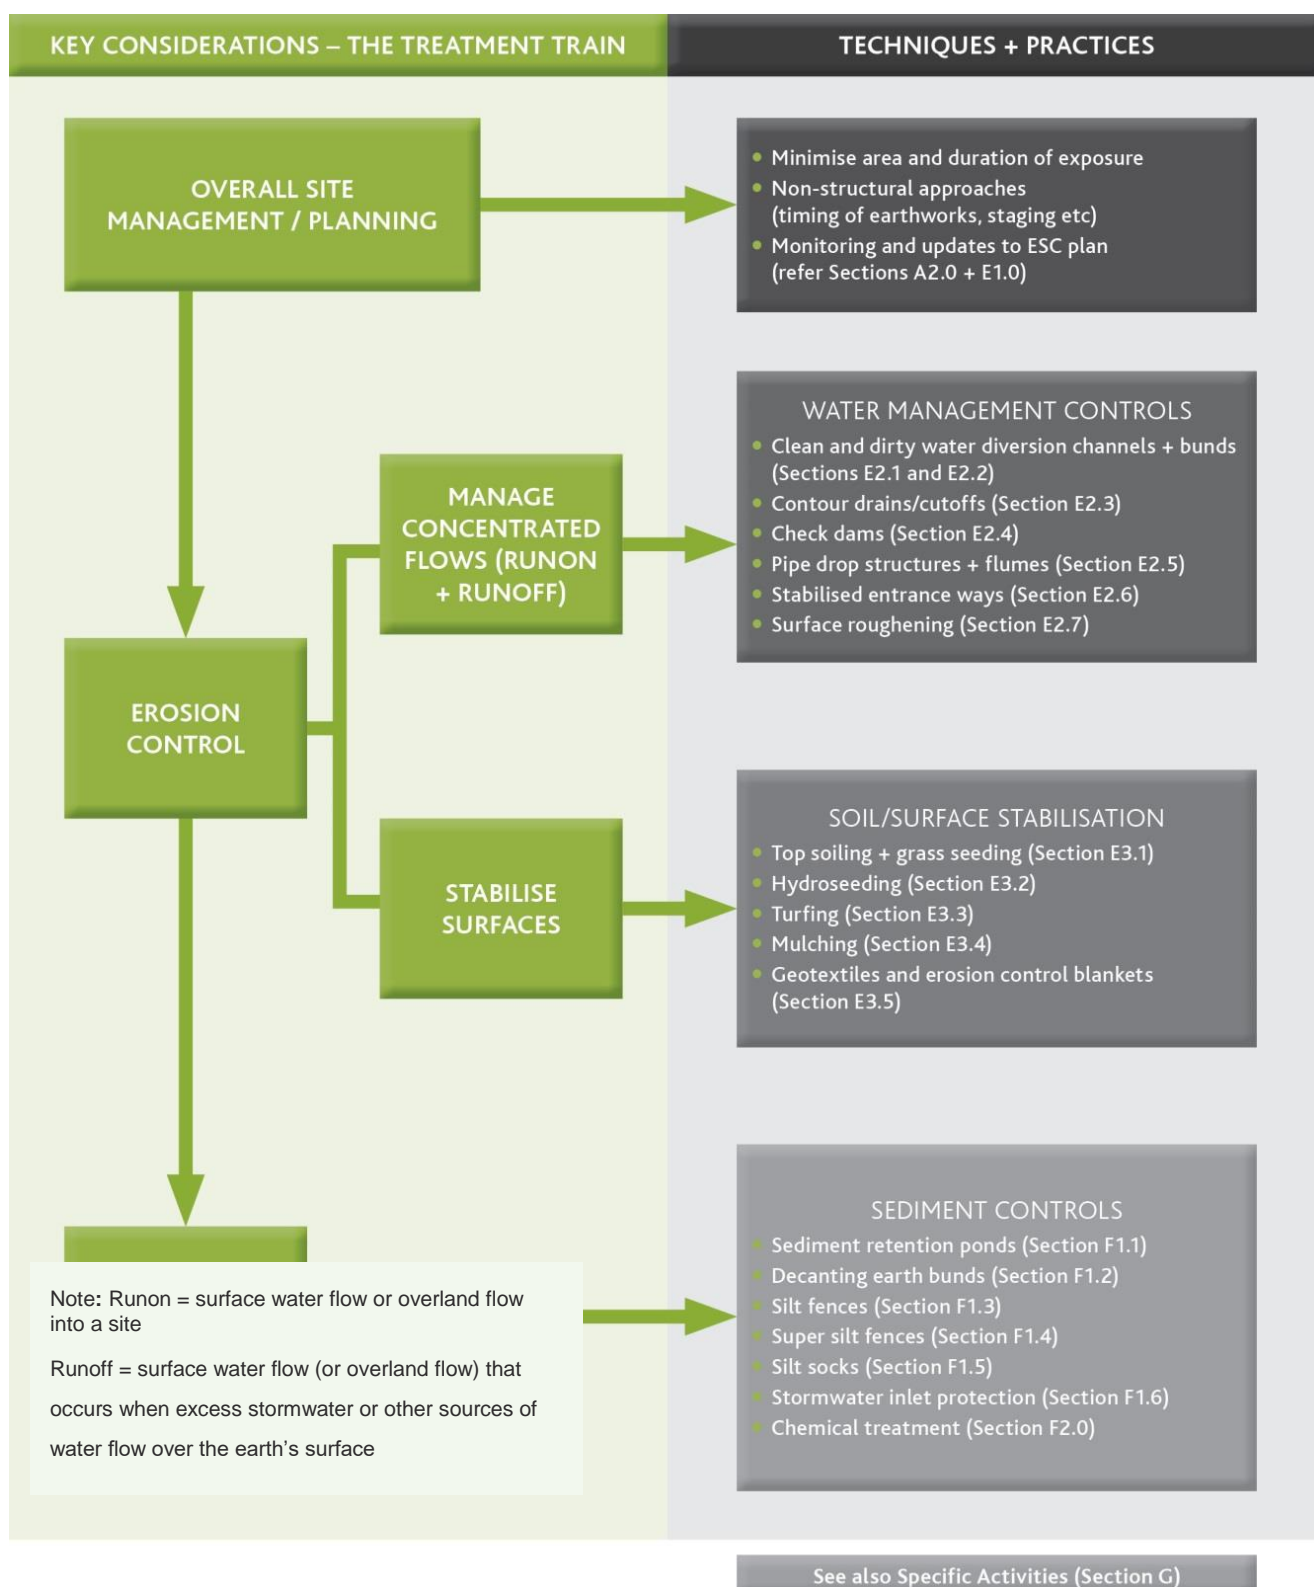 KEY CONSIDERATIONS – THE TREATMENT TRAIN
TECHNIQUES + PRACTICES
OVERALL SITE
MANAGEMENT / PLANNING
• Minimise area and duration of exposure
• Non-structural approaches
(timing of earthworks, staging etc)
• Monitoring and updates to ESC plan
(refer Sections A2.0 + E1.0)
EROSION
CONTROL
MANAGE
CONCENTRATED
FLOWS (RUNON
+ RUNOFF)
WATER MANAGEMENT CONTROLS
• Clean and dirty water diversion channels + bunds
(Sections E2.1 and E2.2)
• Contour drains/cutoffs (Section E2.3)
• Check dams (Section E2.4)
• Pipe drop structures + flumes (Section E2.5)
• Stabilised entrance ways (Section E2.6)
• Surface roughening (Section E2.7)
STABILISE
SURFACES
SOIL/SURFACE STABILISATION
• Top soiling + grass seeding (Section E3.1)
• Hydroseeding (Section E3.2)
• Turfing (Section E3.3)
• Mulching (Section E3.4)
• Geotextiles and erosion control blankets
(Section E3.5)
Note: Runon = surface water flow or overland flow
into a site
Runoff = surface water flow (or overland flow) that
occurs when excess stormwater or other sources of
water flow over the earth’s surface
SEDIMENT CONTROLS
• Sediment retention ponds (Section F1.1)
• Decanting earth bunds (Section F1.2)
• Silt fences (Section F1.3)
• Super silt fences (Section F1.4)
• Silt socks (Section F1.5)
• Stormwater inlet protection (Section F1.6)
• Chemical treatment (Section F2.0)
See also Specific Activities (Section G)